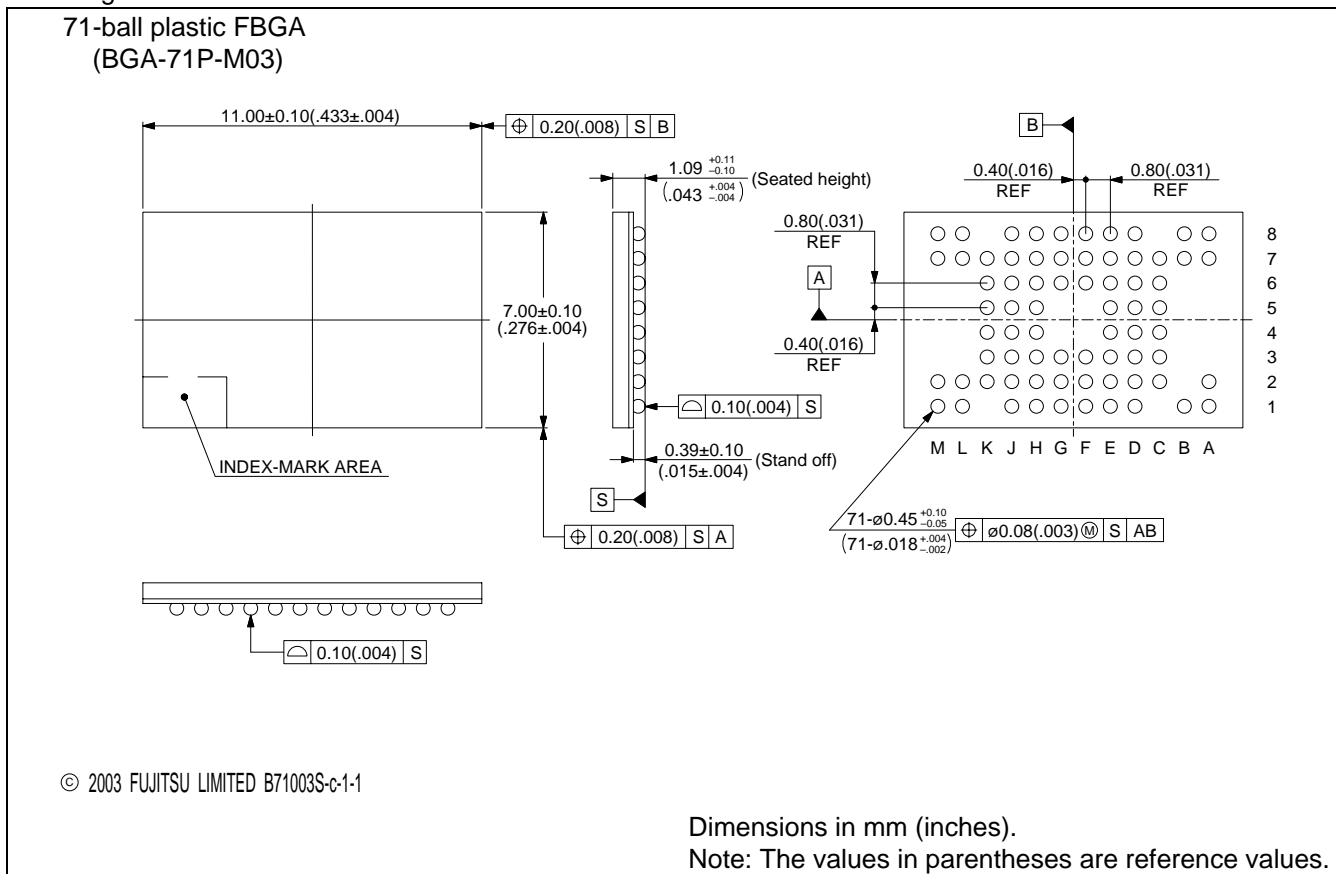 71-ball plastic FBGA
(BGA-71P-M03)
11.00±0.10(.433±.004)
⌖ 0.20(.008) S B
1.09 +0.11 –0.10 (Seated height)
(.043 +.004 –.004)
B
0.40(.016) REF
0.80(.031) REF
0.80(.031) REF
A
0.40(.016) REF
7.00±0.10
(.276±.004)
8
7
6
5
4
3
2
1
M L K J H G F E D C B A
⌓ 0.10(.004) S
0.39±0.10 (Stand off)
(.015±.004)
S
INDEX-MARK AREA
⌖ 0.20(.008) S A
71-ø0.45 +0.10 –0.05
(71-ø.018 +.004 –.002)
⌖ ø0.08(.003) Ⓜ S AB
⌓ 0.10(.004) S
© 2003 FUJITSU LIMITED B71003S-c-1-1
Dimensions in mm (inches).
Note: The values in parentheses are reference values.